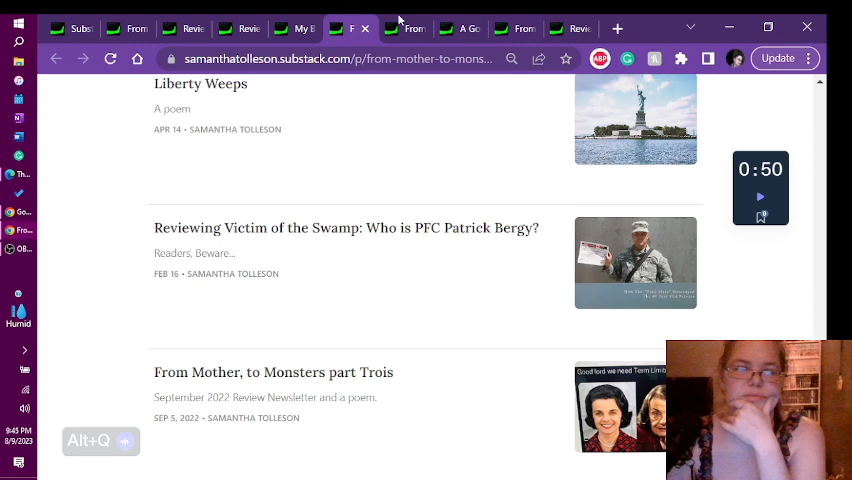 Subst
From
Revie
Revie
My B
F
From
A Go
From
Revie
samanthatolleson.substack.com/p/from-mother-to-mons...
ABP
Update
Liberty Weeps
A poem
APR 14 • SAMANTHA TOLLESON
0:50
Reviewing Victim of the Swamp: Who is PFC Patrick Bergy?
Readers, Beware...
FEB 16 • SAMANTHA TOLLESON
From Mother, to Monsters part Trois
September 2022 Review Newsletter and a poem.
SEP 5, 2022 • SAMANTHA TOLLESON
Good lord we need Term Limit
Th...
Go...
Fro...
OB...
Humid
9:45 PM
8/9/2023
Alt+Q